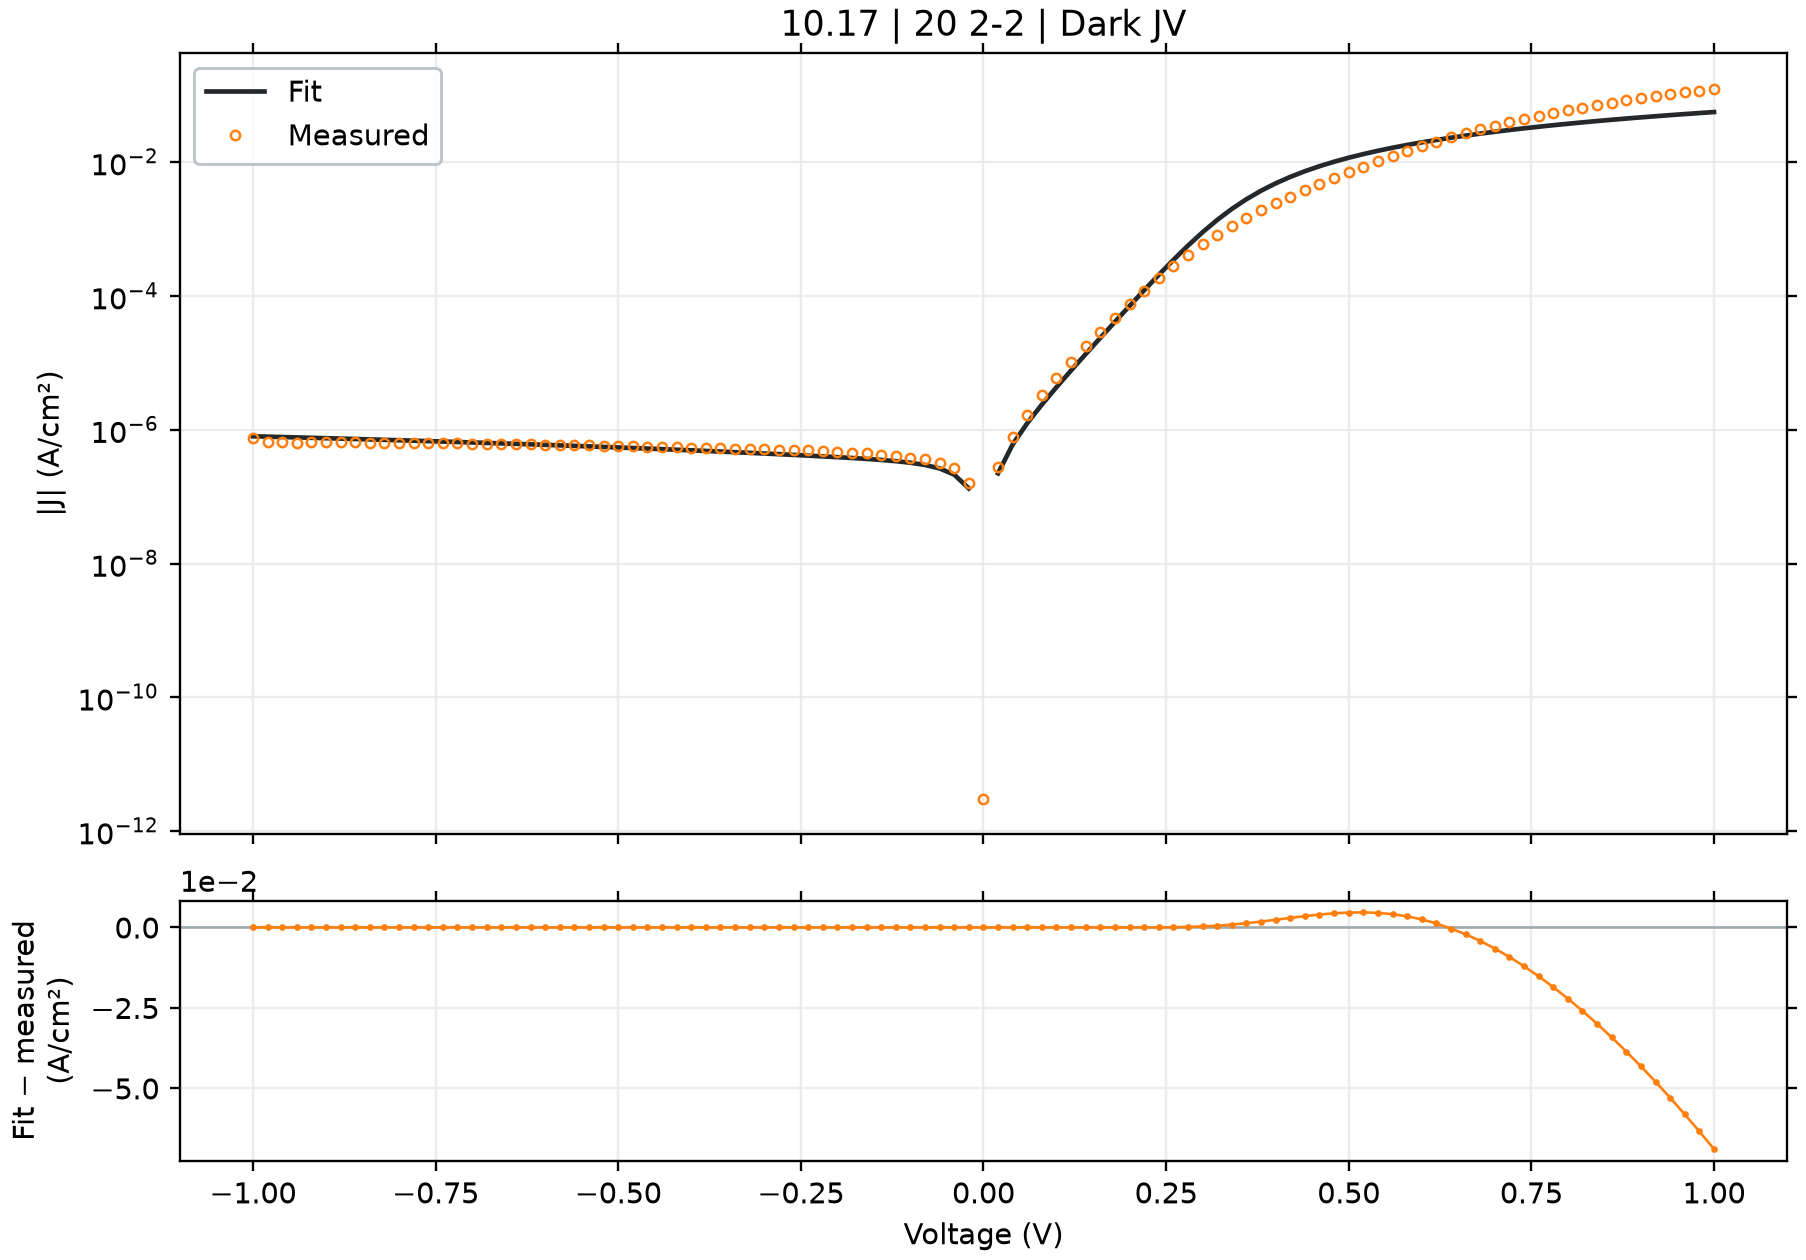 10.17 | 20 2-2 | Dark JV
Fit
Measured
10⁻²
10⁻⁴
10⁻⁶
10⁻⁸
10⁻¹⁰
10⁻¹²
|J| (A/cm²)
1e−2
0.0
−2.5
−5.0
Fit − measured
(A/cm²)
−1.00 −0.75 −0.50 −0.25 0.00 0.25 0.50 0.75 1.00
Voltage (V)